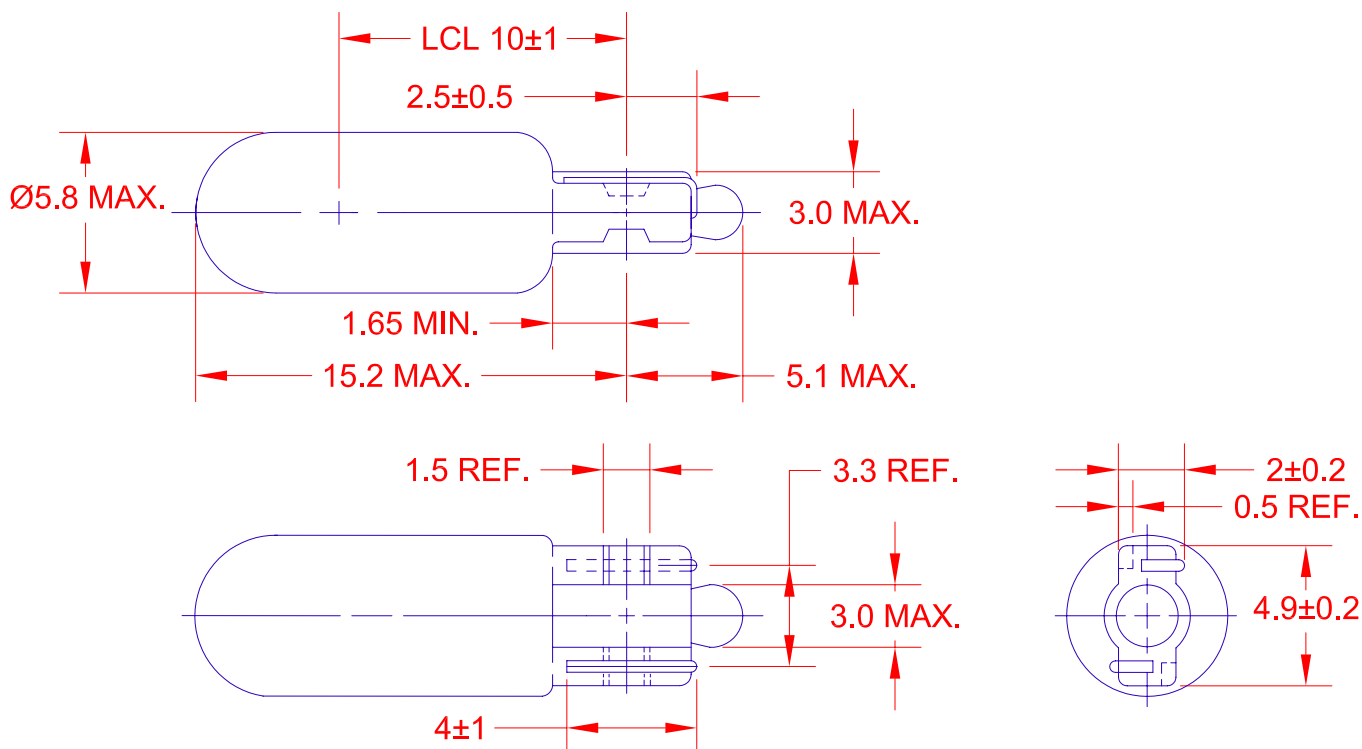 LCL 10±1
2.5±0.5
Ø5.8 MAX.
3.0 MAX.
1.65 MIN.
15.2 MAX.
5.1 MAX.
1.5 REF.
3.3 REF.
2±0.2
0.5 REF.
3.0 MAX.
4.9±0.2
4±1